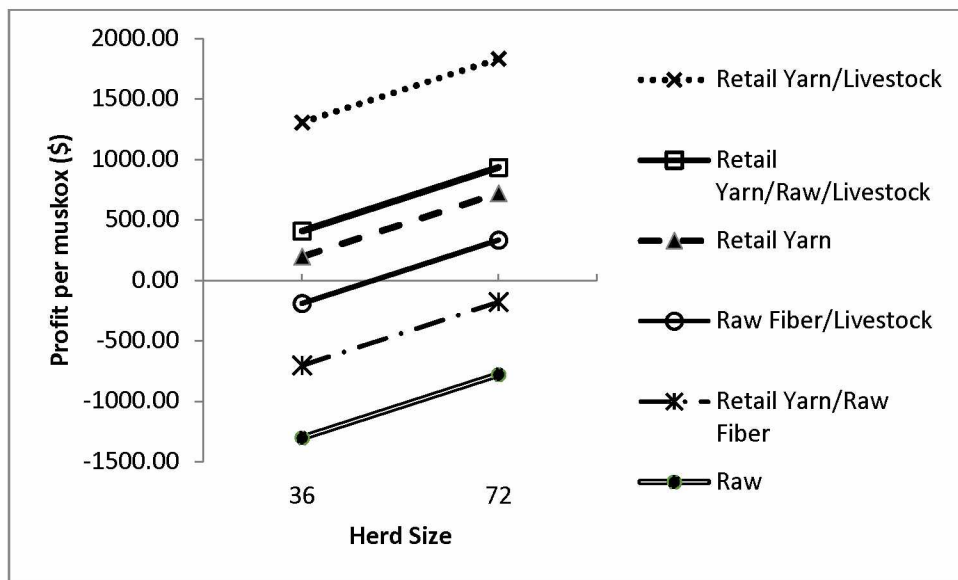 2000.00
1500.00
1000.00
500.00
0.00
-500.00
-1000.00
-1500.00
Profit per muskox ($)
36 72
Herd Size
Retail Yarn/Livestock
Retail
Yarn/Raw/Livestock
Retail Yarn
Raw Fiber/Livestock
Retail Yarn/Raw
Fiber
Raw